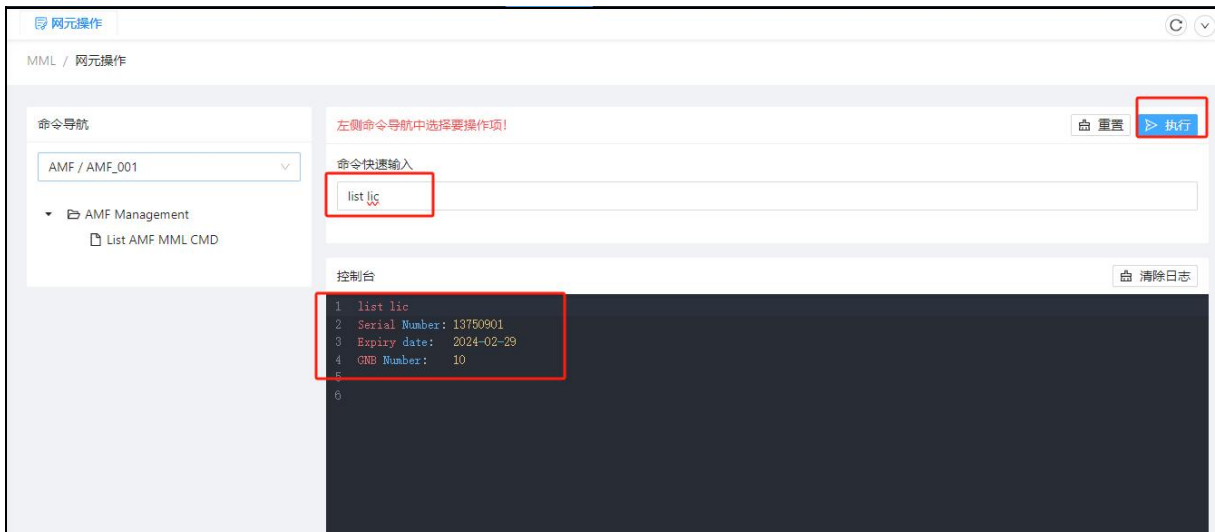 网元操作
MML / 网元操作
命令导航
AMF / AMF_001
AMF Management
List AMF MML CMD
左侧命令导航中选择要操作项!
重置
执行
命令快速输入
list lic
控制台
清除日志
1 list lic
2 Serial Number: 13750901
3 Expiry date: 2024-02-29
4 GNB Number: 10
5
6